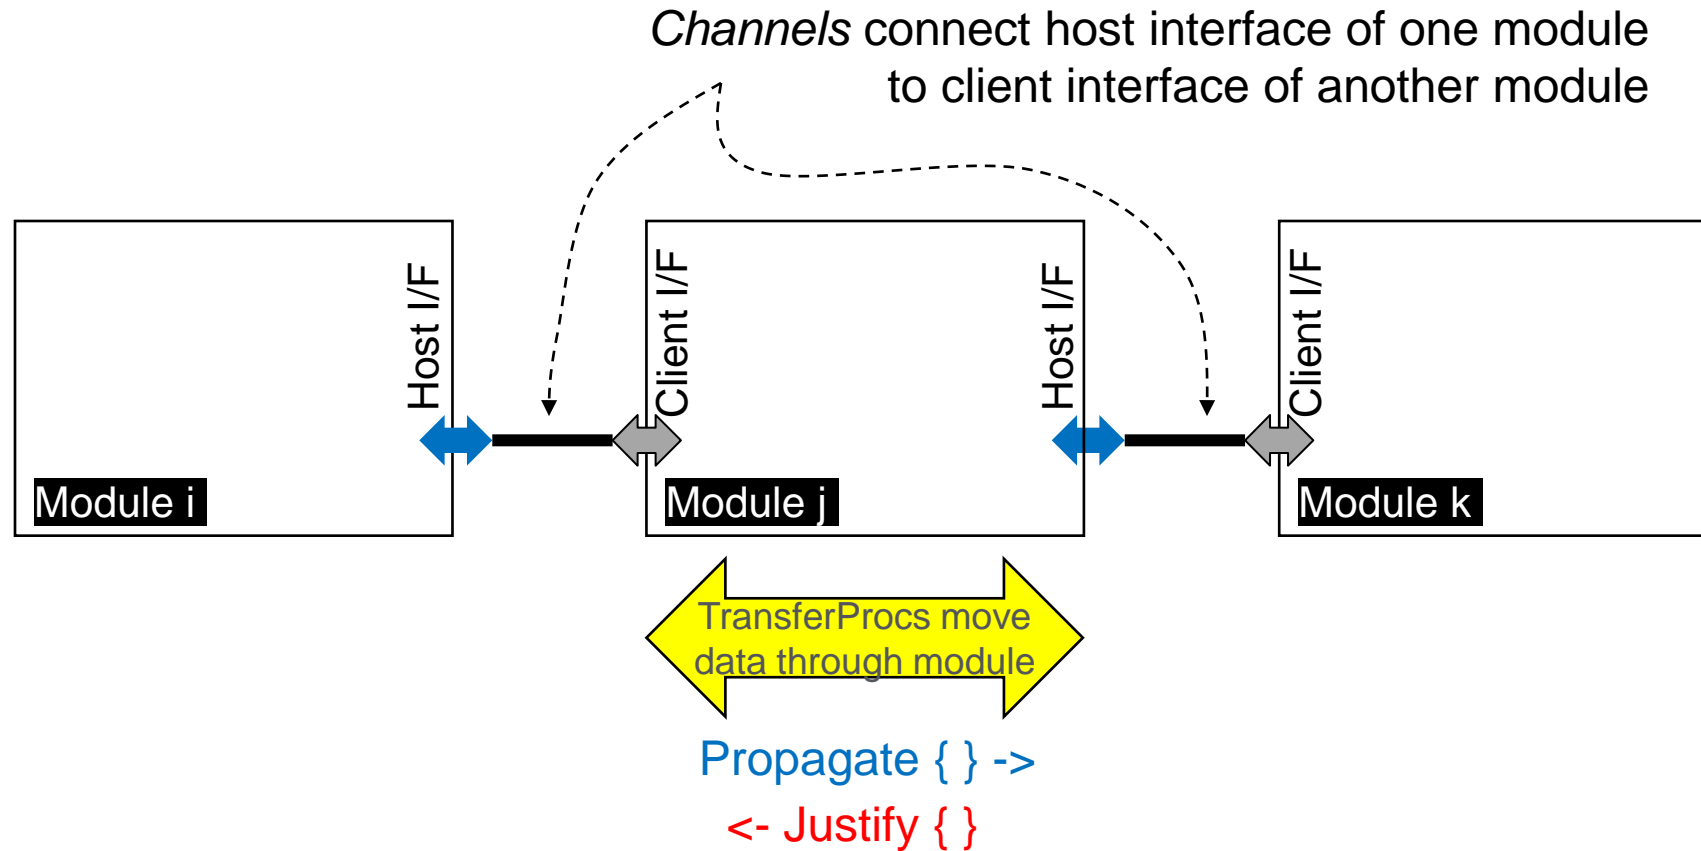 Channels connect host interface of one module
to client interface of another module
Host I/F
Client I/F
Host I/F
Client I/F
Module i
Module j
Module k
TransferProcs move
data through module
Propagate { } ->
<- Justify { }